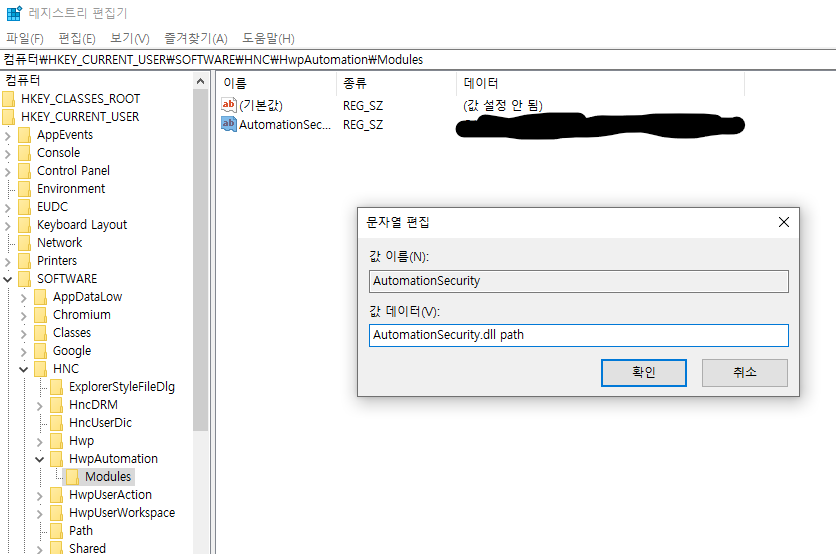 레지스트리 편집기
파일(F) 편집(E) 보기(V) 즐겨찾기(A) 도움말(H)
컴퓨터₩HKEY_CURRENT_USER₩SOFTWARE₩HNC₩HwpAutomation₩Modules
컴퓨터
HKEY_CLASSES_ROOT
HKEY_CURRENT_USER
AppEvents
Console
Control Panel
Environment
EUDC
Keyboard Layout
Network
Printers
SOFTWARE
AppDataLow
Chromium
Classes
Google
HNC
ExplorerStyleFileDlg
HncDRM
HncUserDic
Hwp
HwpAutomation
Modules
HwpUserAction
HwpUserWorkspace
Path
Shared
이름 종류 데이터
ab (기본값) REG_SZ (값 설정 안 됨)
ab AutomationSec... REG_SZ
문자열 편집
값 이름(N):
AutomationSecurity
값 데이터(V):
AutomationSecurity.dll path
확인 취소